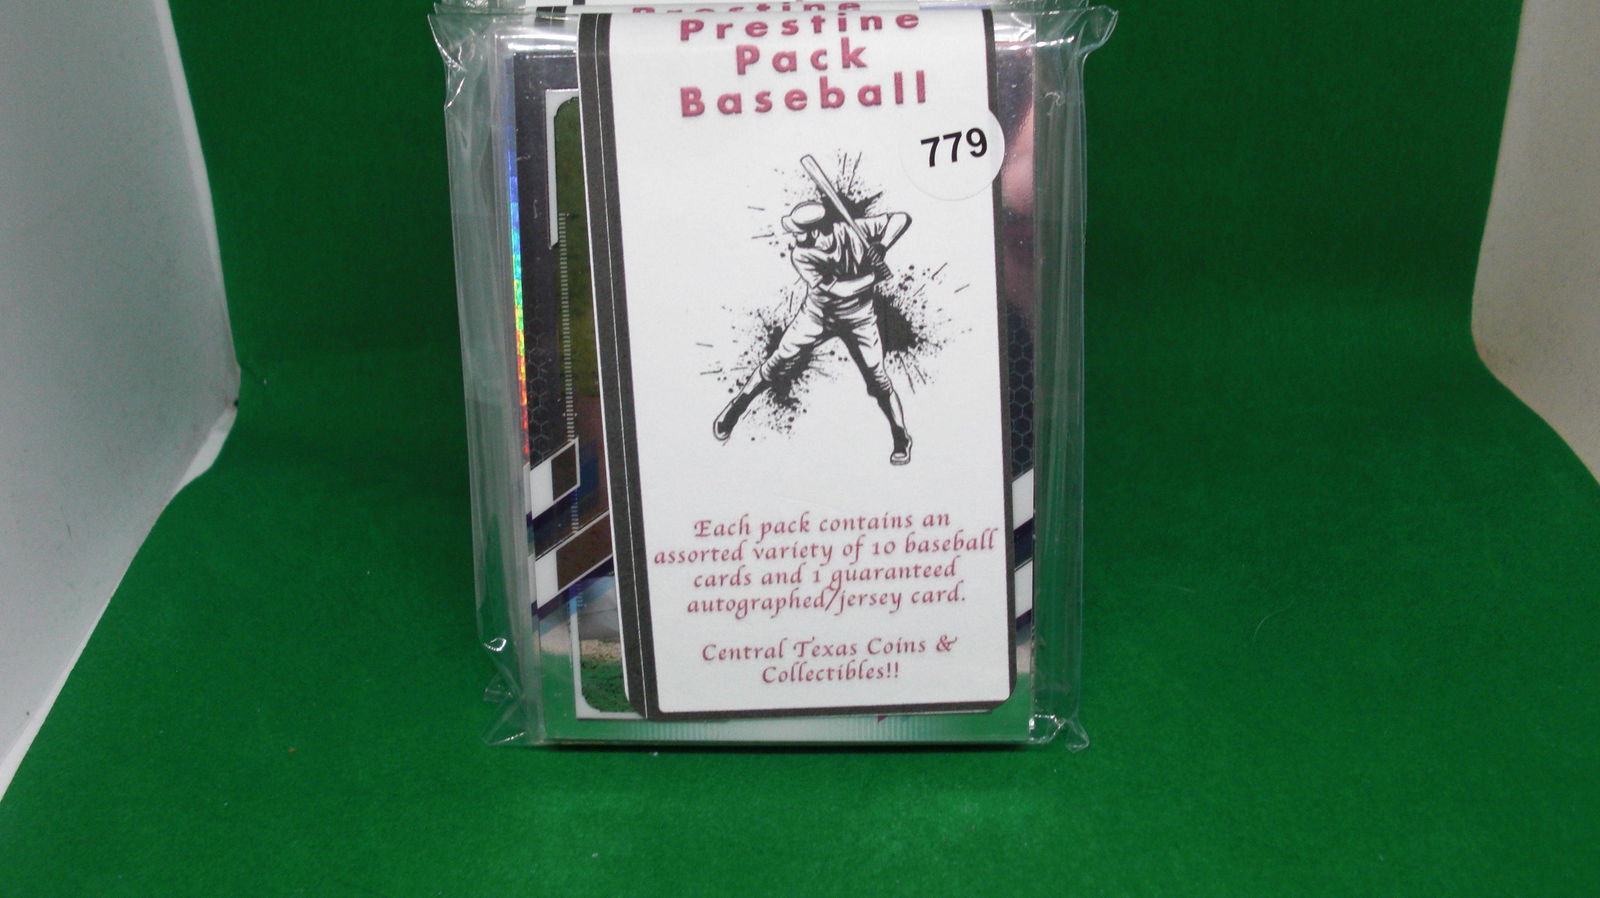 Prestine
Prestine
Pack
Baseball
779
Each pack contains an
assorted variety of 10 baseball
cards and 1 guaranteed
autographed/jersey card.
Central Texas Coins &
Collectibles!!